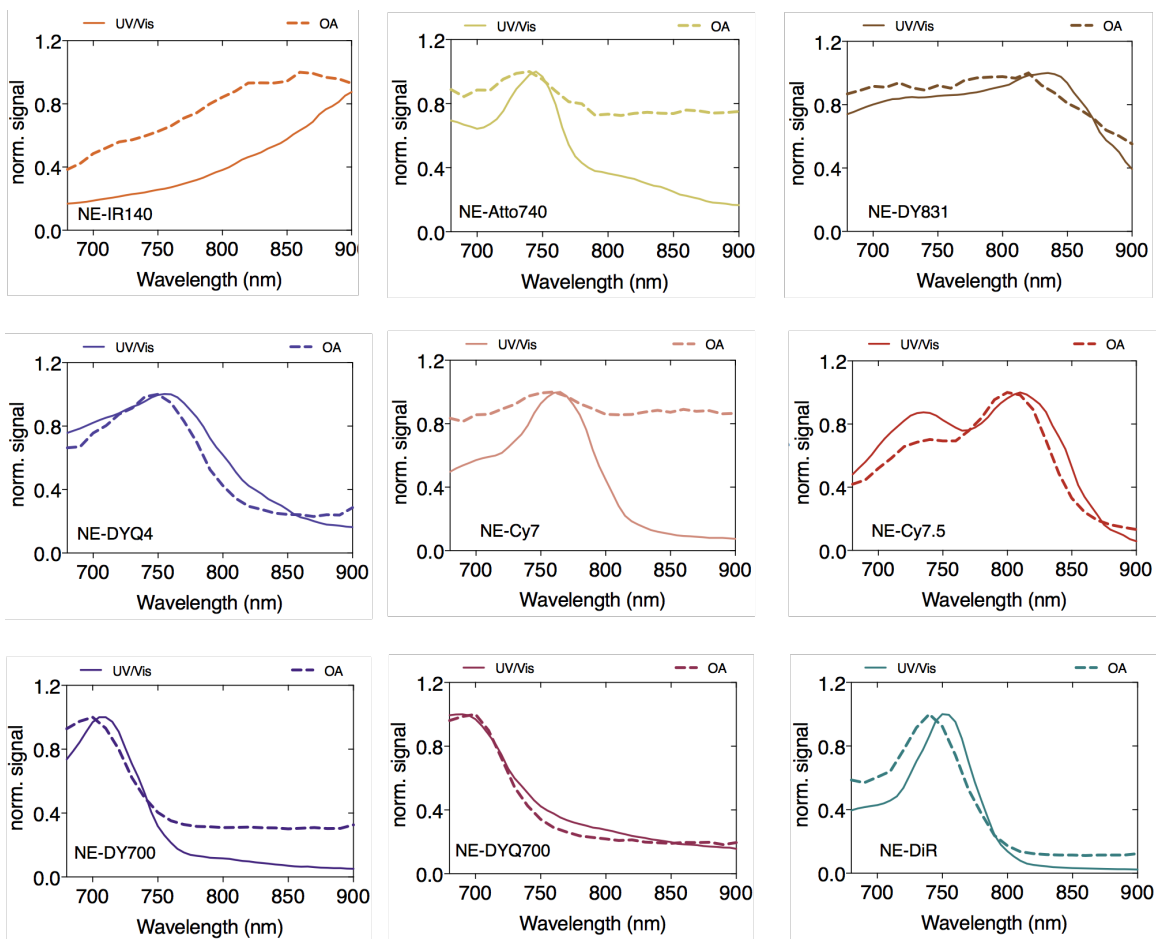 UV/Vis OA
1.2
0.8
0.4
0.0
norm. signal
NE-IR140
700 750 800 850 900
Wavelength (nm)
UV/Vis OA
1.2
0.8
0.4
0.0
norm. signal
NE-Atto740
700 750 800 850 900
Wavelength (nm)
UV/Vis OA
1.2
0.8
0.4
0.0
norm. signal
NE-DY831
700 750 800 850 900
Wavelength (nm)
UV/Vis OA
1.2
0.8
0.4
0.0
norm. signal
NE-DYQ4
700 750 800 850 900
Wavelength (nm)
UV/Vis OA
1.2
0.8
0.4
0.0
norm. signal
NE-Cy7
700 750 800 850 900
Wavelength (nm)
UV/Vis OA
1.2
0.8
0.4
0.0
norm. signal
NE-Cy7.5
700 750 800 850 900
Wavelength (nm)
UV/Vis OA
1.2
0.8
0.4
0.0
norm. signal
NE-DY700
700 750 800 850 900
Wavelength (nm)
UV/Vis OA
1.2
0.8
0.4
0.0
norm. signal
NE-DYQ700
700 750 800 850 900
Wavelength (nm)
UV/Vis OA
1.2
0.8
0.4
0.0
norm. signal
NE-DiR
700 750 800 850 900
Wavelength (nm)